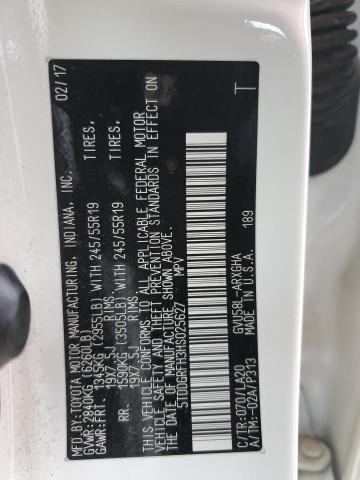 MFD. BY: TOYOTA MOTOR MANUFACTURING, INDIANA, INC. 02/17
GVWR: 2840KG (6260LB)
GAWR: FRT. 1345KG (2955LB) WITH 245/55R19 TIRES,
19X7.5J RIMS,
RR. 1590KG (3505LB) WITH 245/55R19 TIRES,
19X7.5J RIMS,
THIS VEHICLE CONFORMS TO ALL APPLICABLE FEDERAL MOTOR
VEHICLE SAFETY AND THEFT PREVENTION STANDARDS IN EFFECT ON
THE DATE OF MANUFACTURE SHOWN ABOVE.
5TDDGRFH3HS025627 MPV
189 T
C/TR:070/LA20 GVU58L-ARXGHA
A/TM:-02A/P313 MADE IN U.S.A.